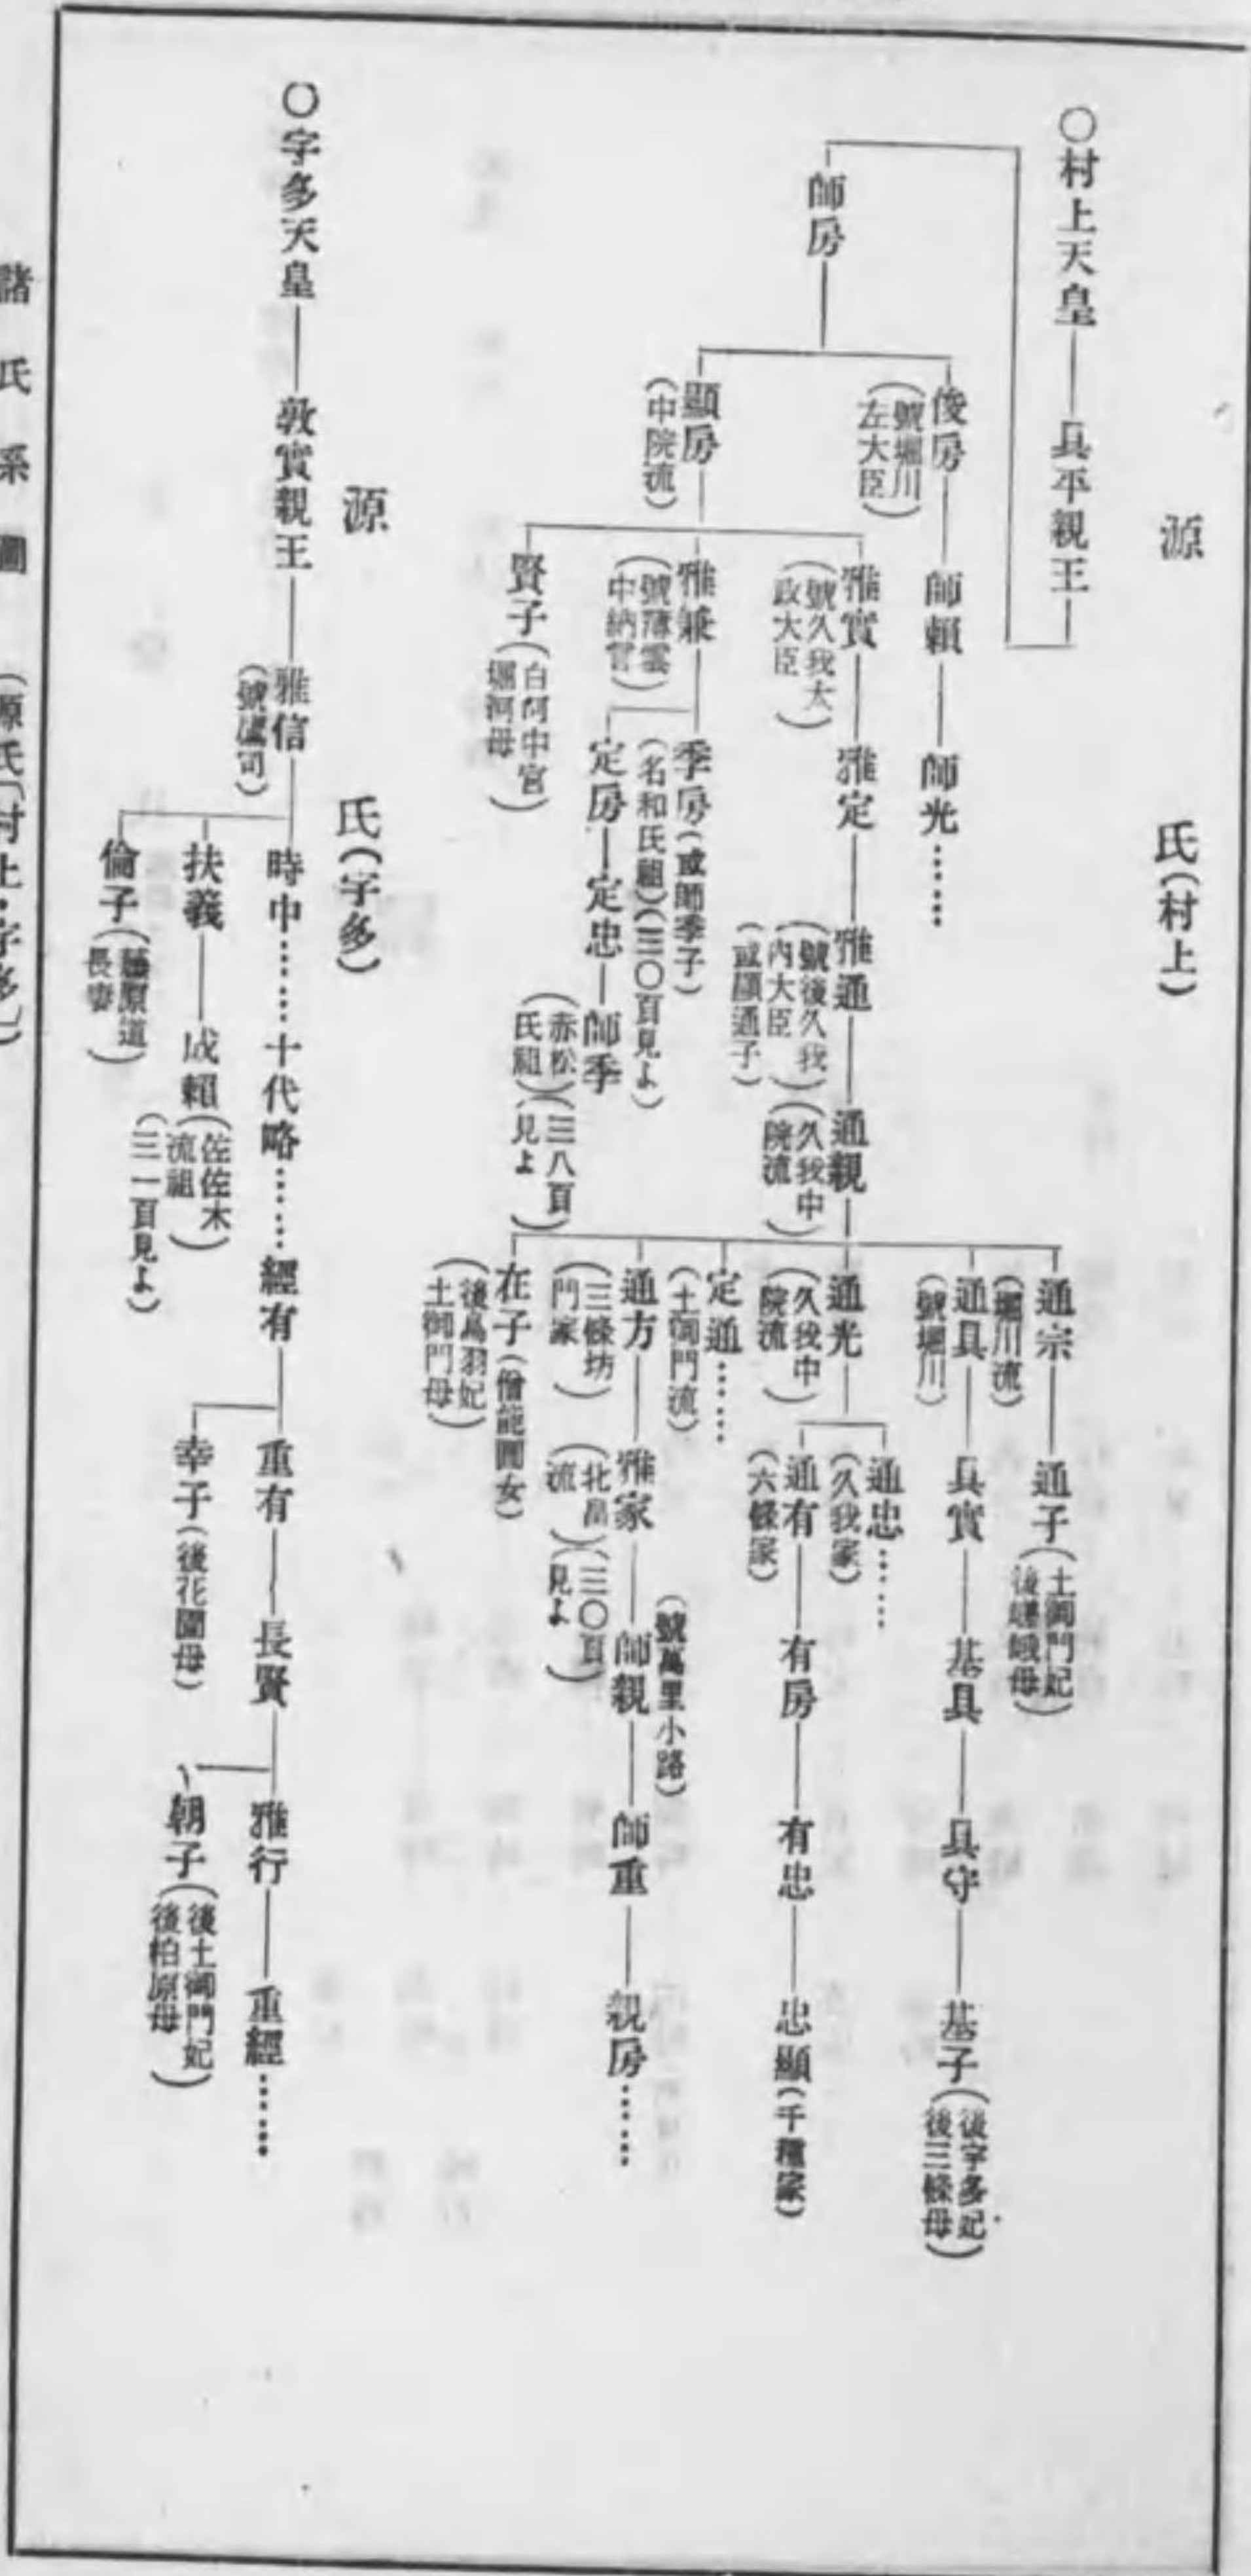 源氏(村上)
○村上天皇―具平親王
師房
俊房(號堀川左大臣)―師賴―師光……
顯房(中院流)
雅實(號久我太政大臣)―雅定―雅通(號後久我內大臣)(或顯通子)―通親(久我中院流)
雅兼(號薄雲中納言)
季房(或師季子)(名和氏祖)(三〇頁見よ)
定房―定忠―師季(赤松氏祖)(三八頁見よ)
賢子(白河中宮堀河母)
通宗(堀川流)―通子(土御門妃後嵯峨母)
通具(號堀川)―具實―基具―具守―基子(後宇多妃後二條母)
通光(久我中院流)
通忠(久我家)……
通有(六條家)―有房―有忠―忠顯(千種家)
定通(土御門流)……
通方(三條坊門家)―雅家(北畠流)(三〇頁見よ)―師親(號萬里小路)―師重―親房……
在子(僧能圓女)(後鳥羽妃土御門母)
源氏(宇多)
○宇多天皇―敦實親王―雅信(號鷹司)
時中……十代略……經有
扶義―成賴(佐佐木流祖)(三一頁見よ)
倫子(藤原道長妻)
重有―長賢
幸子(後花園母)
雅行―重經……
朝子(後土御門妃後柏原母)
諸氏系圖 (源氏(村上・宇多))